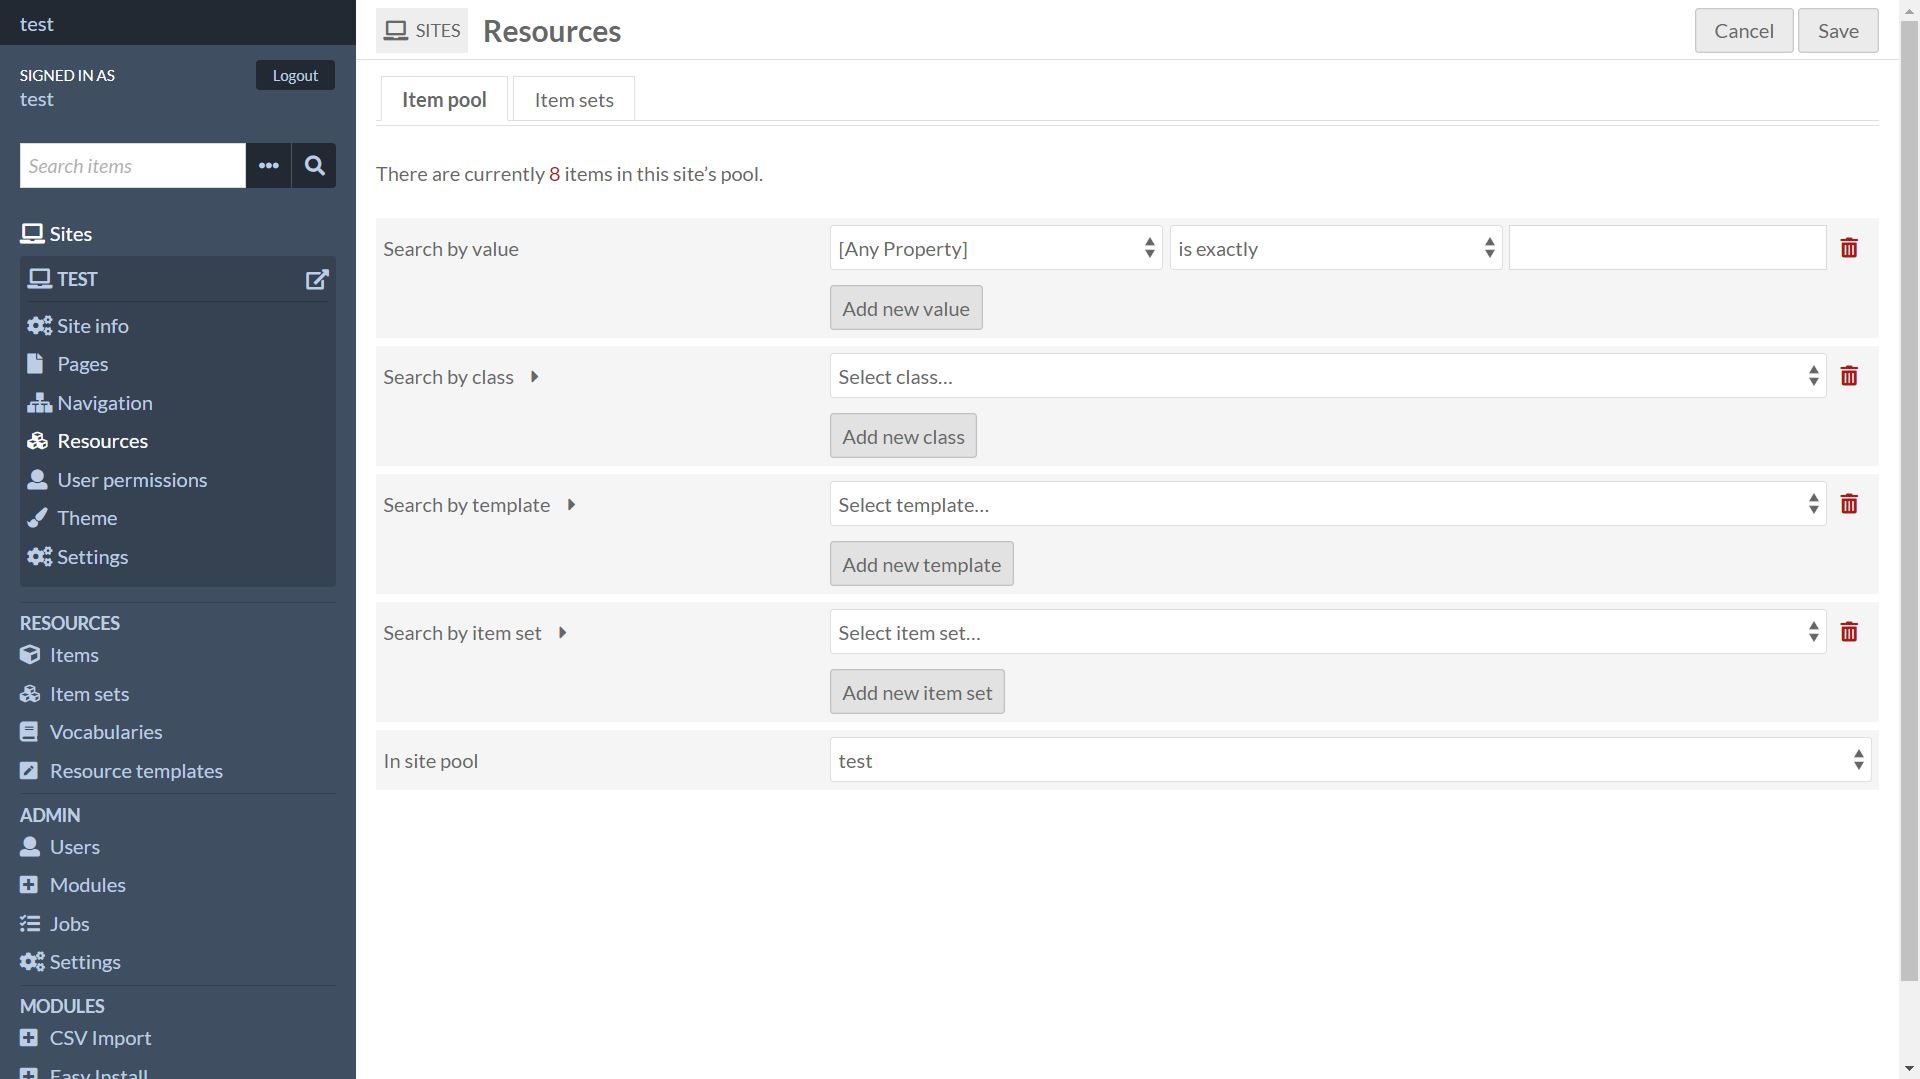 test
SIGNED IN AS
Logout
test
Search items
Sites
TEST
Site info
Pages
Navigation
Resources
User permissions
Theme
Settings
RESOURCES
Items
Item sets
Vocabularies
Resource templates
ADMIN
Users
Modules
Jobs
Settings
MODULES
CSV Import
Easy Install
SITES Resources
Cancel Save
Item pool Item sets
There are currently 8 items in this site’s pool.
Search by value [Any Property] is exactly
Add new value
Search by class Select class…
Add new class
Search by template Select template…
Add new template
Search by item set Select item set…
Add new item set
In site pool test